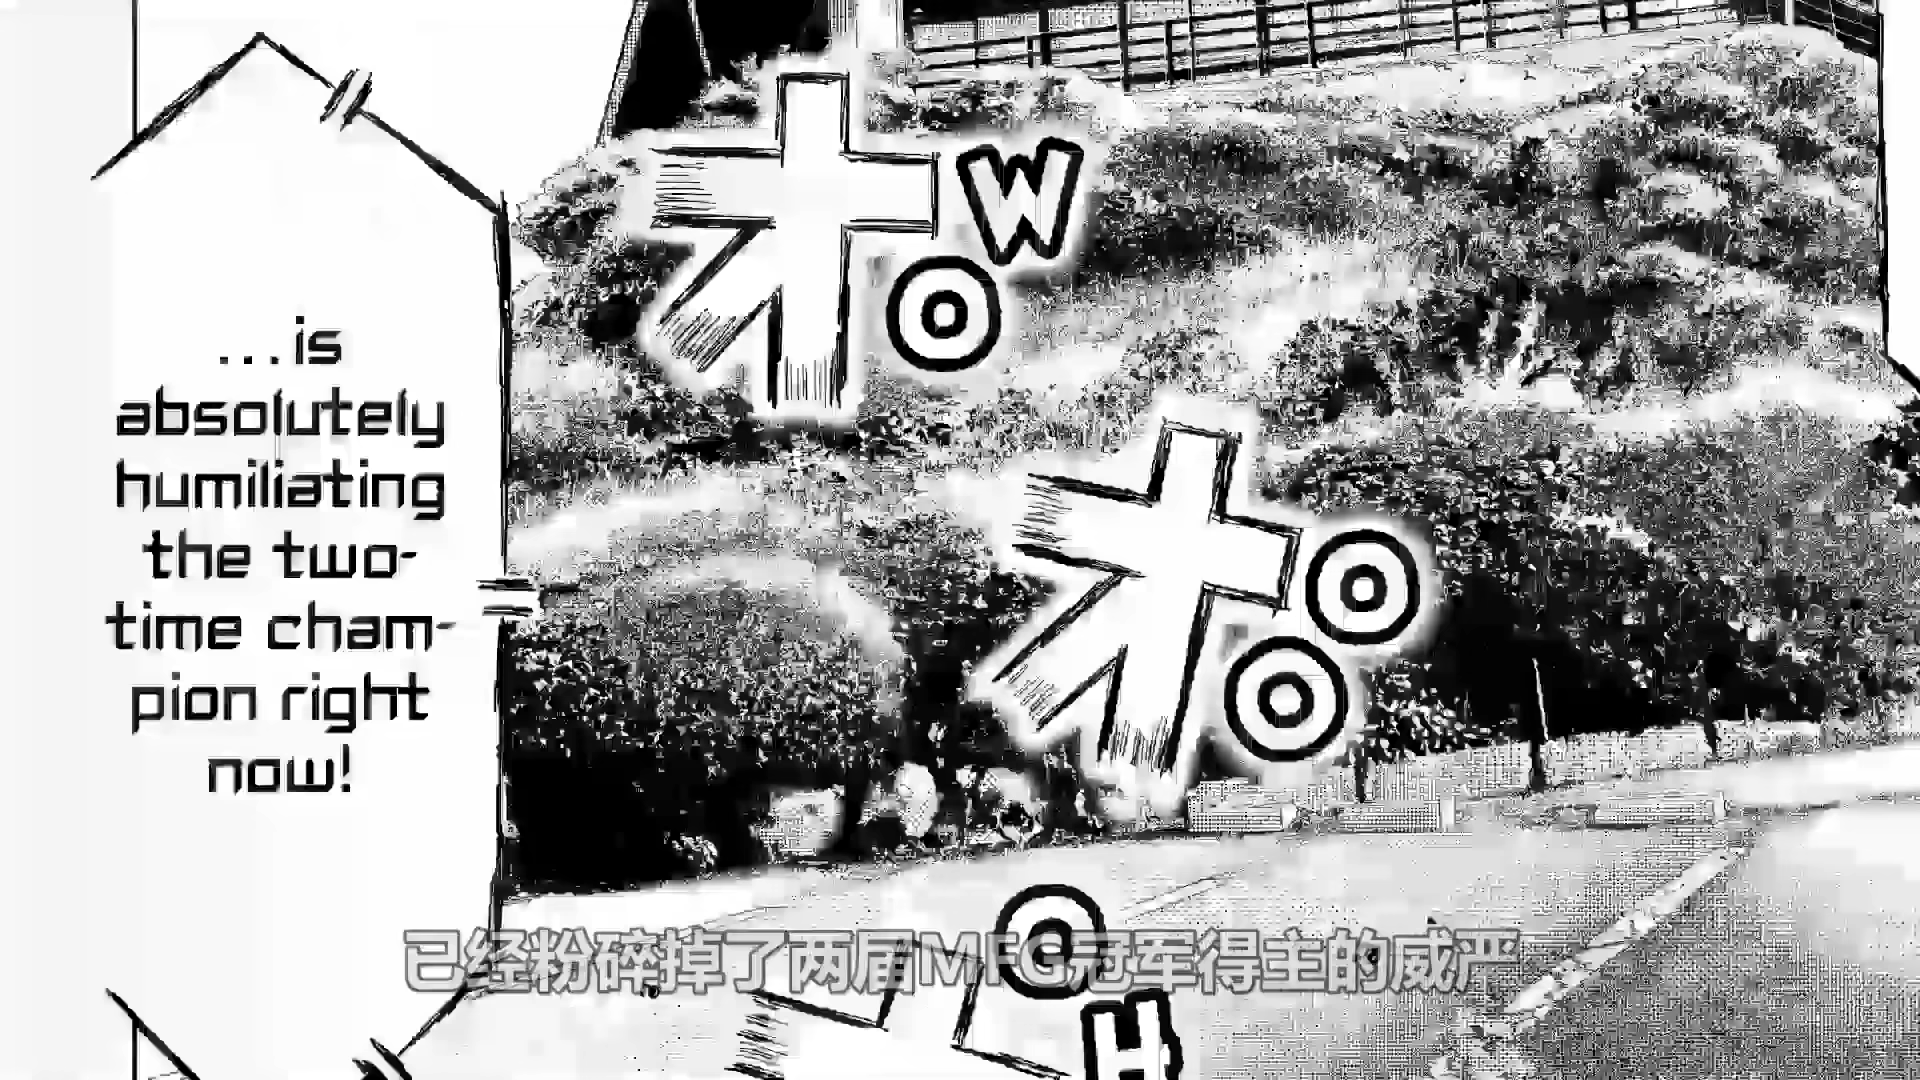 ...is
absolutely
humiliating
the two-
time cham-
pion right
now!
オ
W
O
オ
O
O
O
H
已经粉碎掉了两届MFG冠军得主的威严